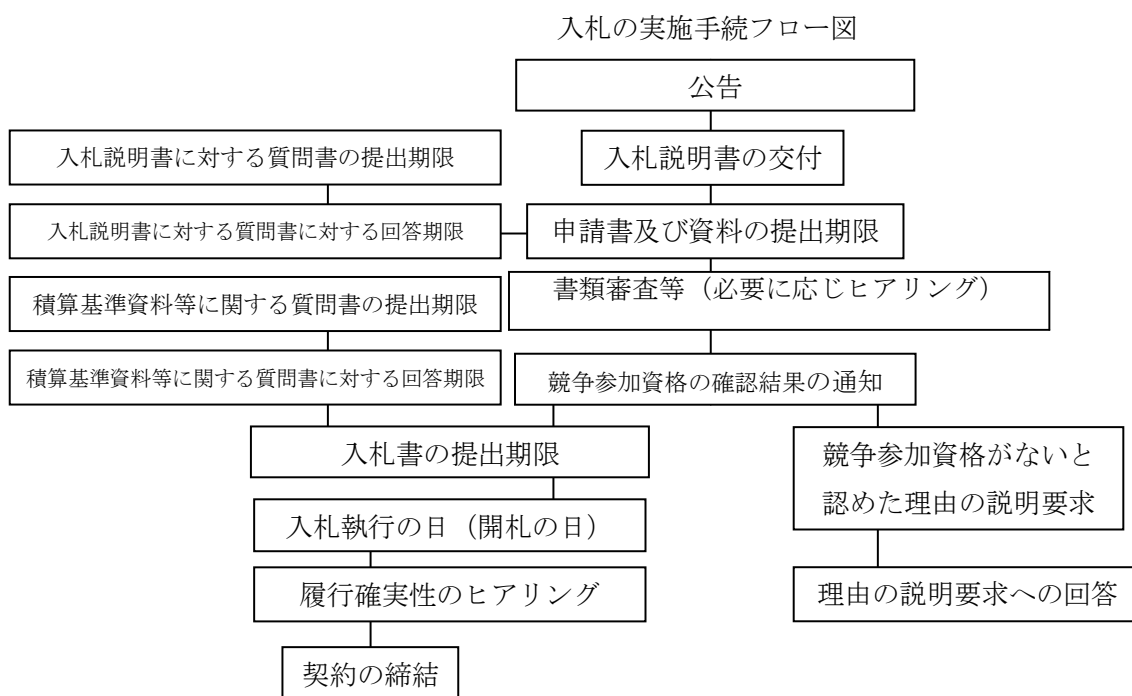 入札の実施手続フロー図
公告
入札説明書に対する質問書の提出期限
入札説明書の交付
入札説明書に対する質問書に対する回答期限
申請書及び資料の提出期限
積算基準資料等に関する質問書の提出期限
書類審査等（必要に応じヒアリング）
積算基準資料等に関する質問書に対する回答期限
競争参加資格の確認結果の通知
入札書の提出期限
競争参加資格がないと
認めた理由の説明要求
入札執行の日（開札の日）
履行確実性のヒアリング
理由の説明要求への回答
契約の締結